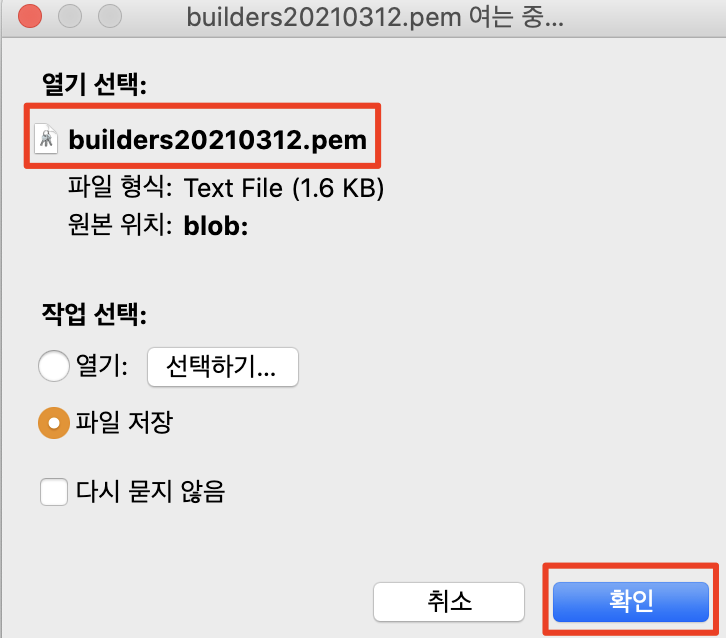 builders20210312.pem 여는 중...
열기 선택:
builders20210312.pem
파일 형식: Text File (1.6 KB)
원본 위치: blob:
작업 선택:
열기: 선택하기...
파일 저장
다시 묻지 않음
취소 확인